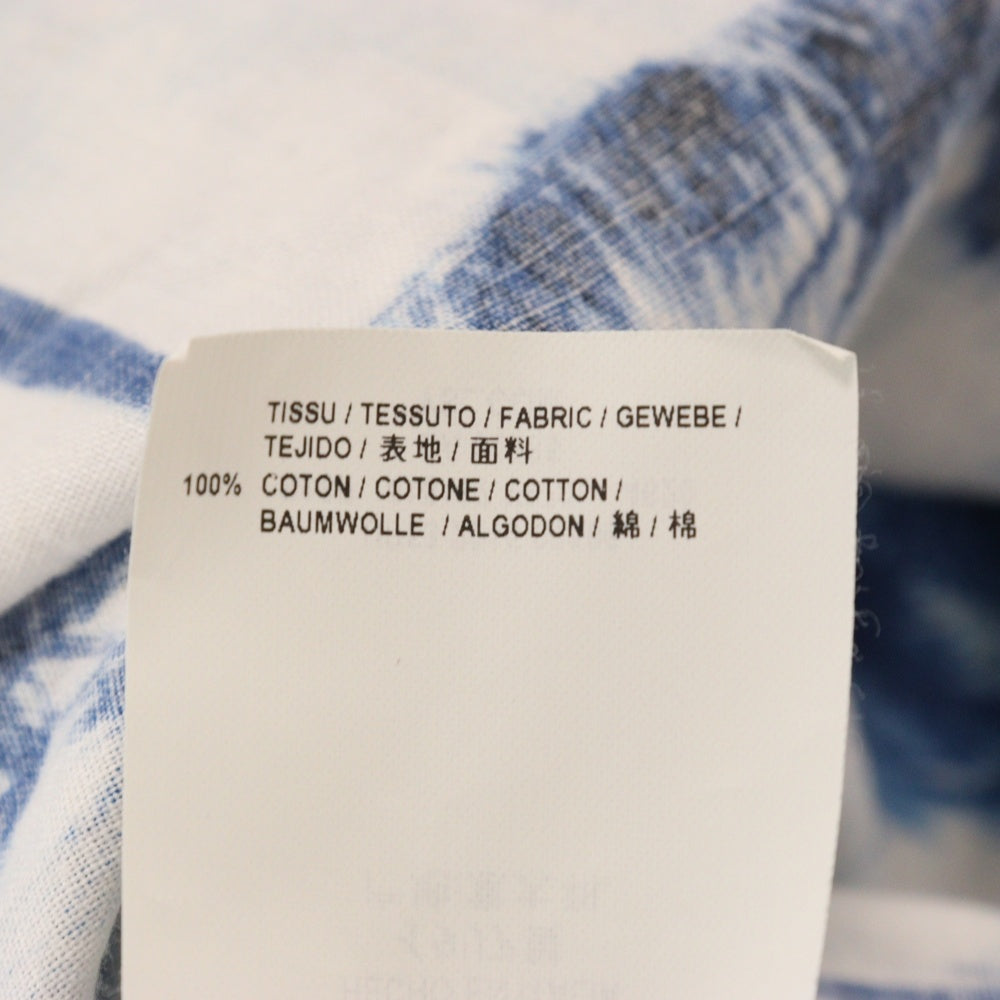 TISSU / TESSUTO / FABRIC / GEWEBE /
TEJIDO / 表地 / 面料
100% COTON / COTONE / COTTON /
BAUMWOLLE / ALGODON / 綿 / 棉